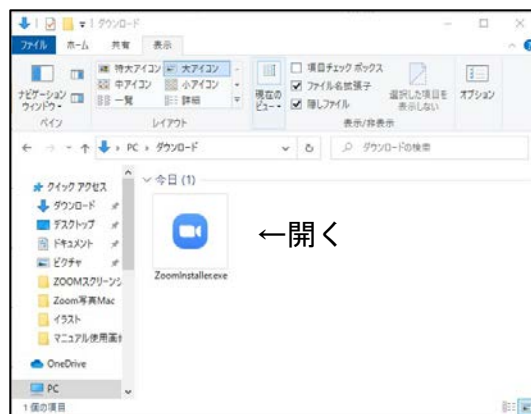 ダウンロード
ファイル ホーム 共有 表示
特大アイコン 大アイコン
中アイコン 小アイコン
一覧 詳細
ナビゲーション
ウィンドウ
現在の
ビュー
項目チェック ボックス
ファイル名拡張子
隠しファイル
選択した項目を
表示しない
オプション
ペイン レイアウト 表示/非表示
PC › ダウンロード
ダウンロードの検索
クイック アクセス
ダウンロード
デスクトップ
ドキュメント
ピクチャ
ZOOMスクリーンシ
Zoom写真Mac
イラスト
マニュアル使用画
OneDrive
PC
今日 (1)
ZoomInstaller.exe
←開く
1 個の項目